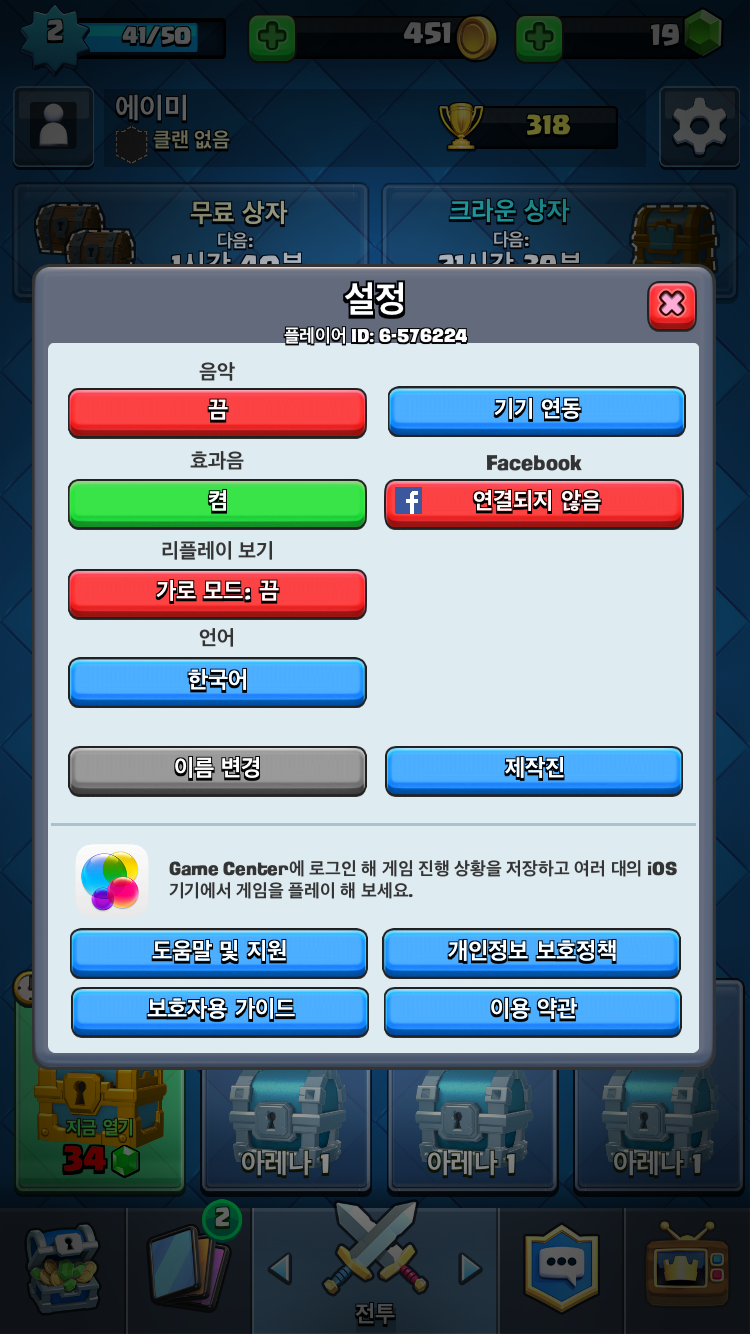 2
41/50
451
19
에이미
클랜 없음
318
무료 상자
크라운 상자
다음:
다음:
설정
플레이어 ID: 6-576224
음악
끔
기기 연동
효과음
Facebook
켬
연결되지 않음
리플레이 보기
가로 모드: 끔
언어
한국어
이름 변경
제작진
Game Center에 로그인 해 게임 진행 상황을 저장하고 여러 대의 iOS
기기에서 게임을 플레이 해 보세요.
도움말 및 지원
개인정보 보호정책
보호자용 가이드
이용 약관
지금 열기
34
아레나 1
아레나 1
아레나 1
2
전투